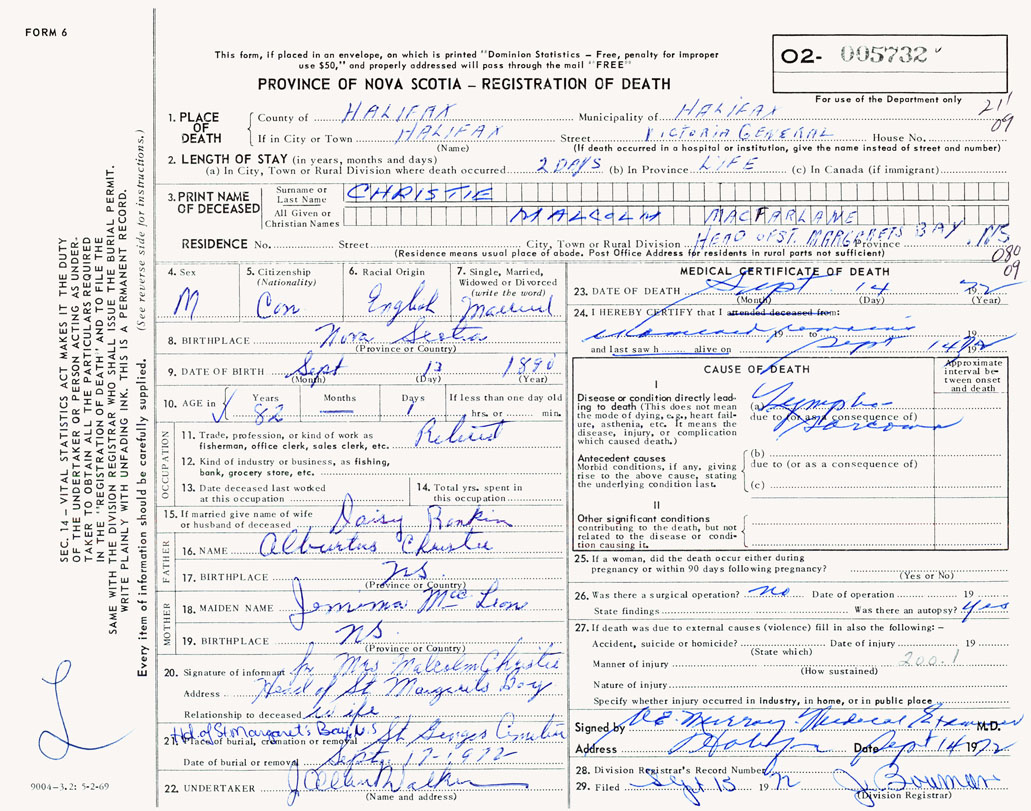 FORM 6
This form, if placed in an envelope, on which is printed "Dominion Statistics – Free, penalty for improper
use $50," and properly addressed will pass through the mail "FREE"
PROVINCE OF NOVA SCOTIA – REGISTRATION OF DEATH
O2- 005732
For use of the Department only
211
09
1. PLACE OF DEATH
County of HALIFAX Municipality of HALIFAX
If in City or Town HALIFAX Street VICTORIA GENERAL House No.
(Name) (If death occurred in a hospital or institution, give the name instead of street and number)
2. LENGTH OF STAY (in years, months and days)
(a) In City, Town or Rural Division where death occurred 2 DAYS (b) In Province LIFE (c) In Canada (if immigrant)
3. PRINT NAME OF DECEASED
Surname or Last Name CHRISTIE
All Given or Christian Names MALCOLM MACFARLANE
RESIDENCE No. Street City, Town or Rural Division HEAD OF ST. MARGRETS BAY Province NS
(Residence means usual place of abode. Post Office Address for residents in rural parts not sufficient)
080
09
4. Sex M
5. Citizenship (Nationality) Can
6. Racial Origin English
7. Single, Married, Widowed or Divorced (write the word) Married
8. BIRTHPLACE Nova Scotia
(Province or Country)
9. DATE OF BIRTH Sept 13 1890
(Month) (Day) (Year)
10. AGE in Years 82 Months — Days 1 If less than one day old hrs. or min.
OCCUPATION
11. Trade, profession, or kind of work as fisherman, office clerk, sales clerk, etc. Retired
12. Kind of industry or business, as fishing, bank, grocery store, etc.
13. Date deceased last worked at this occupation
14. Total yrs. spent in this occupation
15. If married give name of wife or husband of deceased Daisy Rankin
FATHER
16. NAME Alburtus Christie
17. BIRTHPLACE NS
(Province or Country)
MOTHER
18. MAIDEN NAME Jemima Mc Lean
19. BIRTHPLACE NS
(Province or Country)
20. Signature of informant for Mrs Malcolm Christie
Address Head of St Margarets Bay
Relationship to deceased wife
Hd. of St. Margaret's Bay, N.S
21. Place of burial, cremation or removal St Cemetery
Date of burial or removal Sept. 17-1972
22. UNDERTAKER J Albin Walker
(Name and address)
MEDICAL CERTIFICATE OF DEATH
23. DATE OF DEATH Sept 14 1972
(Month) (Day) (Year)
24. I HEREBY CERTIFY that I attended deceased from:
examined remains 19 to 19
and last saw h alive on Sept 14 1972
CAUSE OF DEATH
Approximate interval between onset and death
I
Disease or condition directly leading to death (This does not mean the mode of dying, e.g., heart failure, asthenia, etc. It means the disease, injury, or complication which caused death.)
(a) Lympho-
due to (or as a consequence of)
Sarcoma
Antecedent causes
Morbid conditions, if any, giving rise to the above cause, stating the underlying condition last.
(b)
due to (or as a consequence of)
(c)
II
Other significant conditions
contributing to the death, but not related to the disease or condition causing it.
25. If a woman, did the death occur either during pregnancy or within 90 days following pregnancy?
(Yes or No)
26. Was there a surgical operation? no Date of operation 19
State findings Was there an autopsy? Yes
27. If death was due to external causes (violence) fill in also the following: –
Accident, suicide or homicide? Date of injury 19
(State which)
Manner of injury 200.1
(How sustained)
Nature of injury
Specify whether injury occurred in industry, in home, or in public place
Signed by Murray Medical Examiner M.D.
Address Date Sept 14 1972
28. Division Registrar's Record Number
29. Filed Sept 15 1972 J. Bowman
(Division Registrar)
SEC. 14 – VITAL STATISTICS ACT MAKES IT THE DUTY
OF THE UNDERTAKER OR PERSON ACTING AS UNDER-
TAKER TO OBTAIN ALL THE PARTICULARS REQUIRED
IN THE "REGISTRATION OF DEATH" AND TO FILE THE
SAME WITH THE DIVISION REGISTRAR WHO SHALL ISSUE THE BURIAL PERMIT.
WRITE PLAINLY WITH UNFADING INK. THIS IS A PERMANENT RECORD.
Every item of information should be carefully supplied. (See reverse side for instructions.)
9004–3.2: 5-2-69